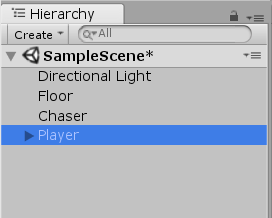 Hierarchy
Create All
SampleScene*
Directional Light
Floor
Chaser
Player